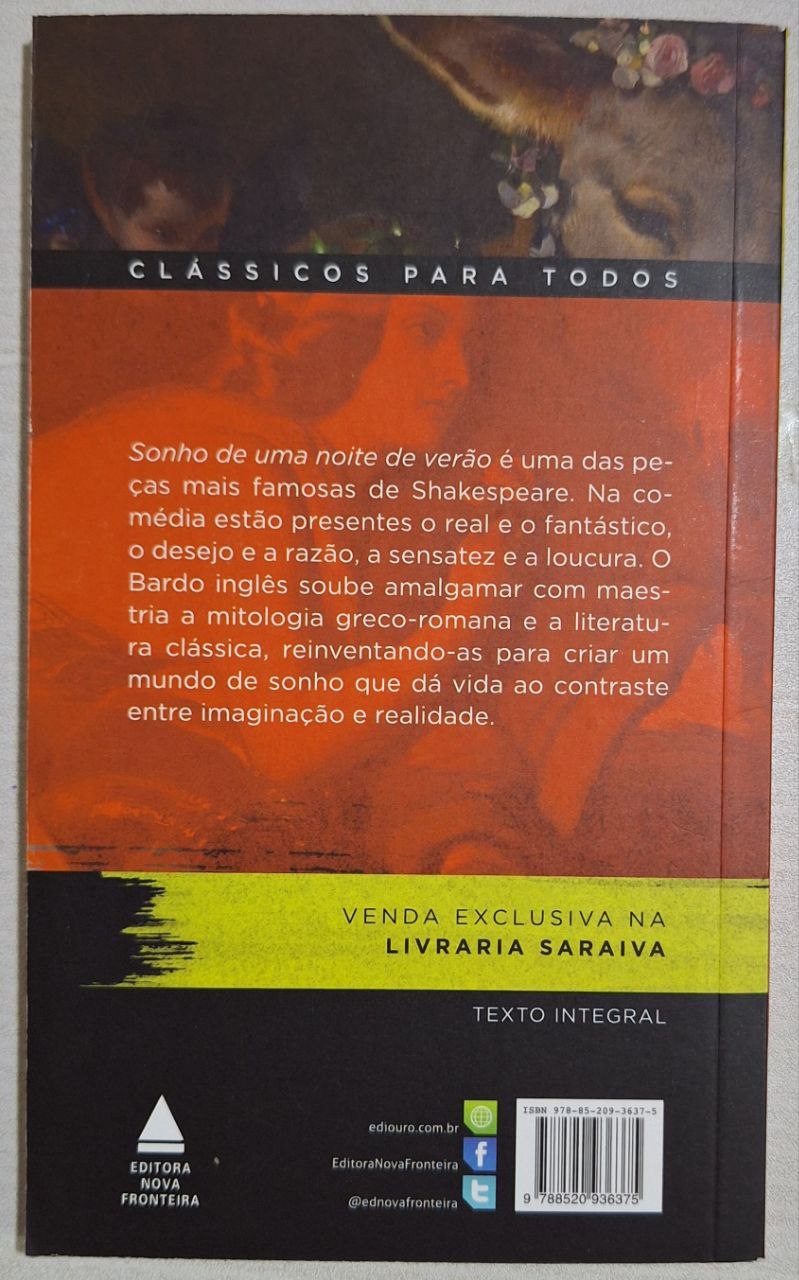 CLÁSSICOS PARA TODOS
Sonho de uma noite de verão é uma das pe-
ças mais famosas de Shakespeare. Na co-
média estão presentes o real e o fantástico,
o desejo e a razão, a sensatez e a loucura. O
Bardo inglês soube amalgamar com maes-
tria a mitologia greco-romana e a literatu-
ra clássica, reinventando-as para criar um
mundo de sonho que dá vida ao contraste
entre imaginação e realidade.
VENDA EXCLUSIVA NA
LIVRARIA SARAIVA
TEXTO INTEGRAL
EDITORA
NOVA
FRONTEIRA
ediouro.com.br
EditoraNovaFronteira
@ednovafronteira
ISBN 978-85-209-3637-5
9 788520 936375